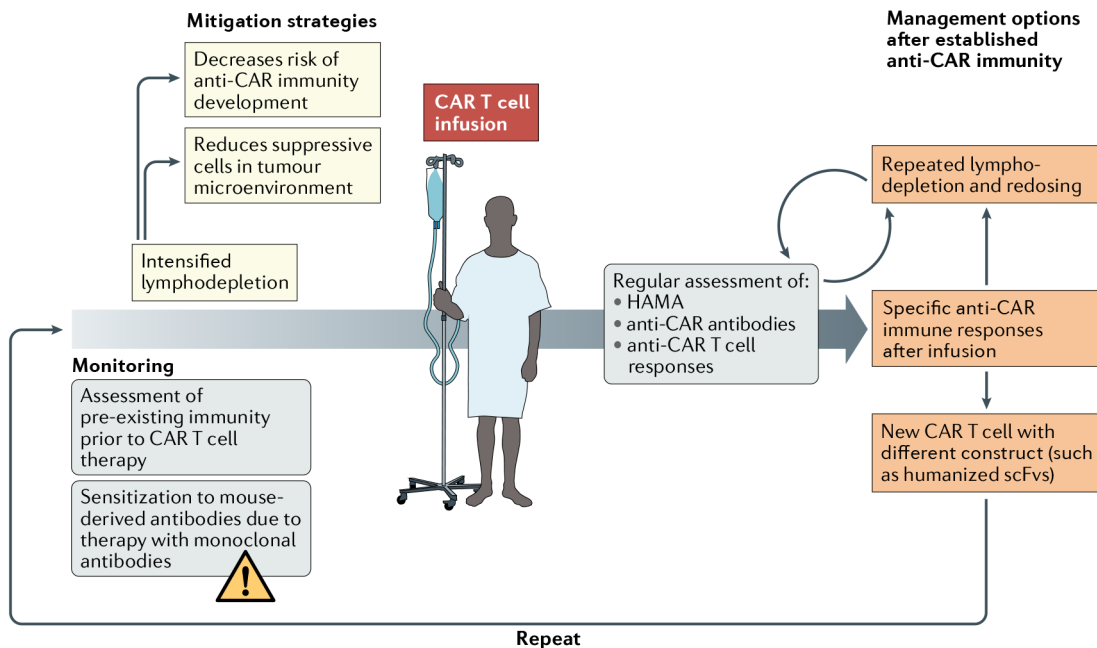 Mitigation strategies
Decreases risk of
anti-CAR immunity
development
Reduces suppressive
cells in tumour
microenvironment
Intensified
lymphodepletion
CAR T cell
infusion
Management options
after established
anti-CAR immunity
Repeated lympho-
depletion and redosing
Regular assessment of:
• HAMA
• anti-CAR antibodies
• anti-CAR T cell
responses
Specific anti-CAR
immune responses
after infusion
New CAR T cell with
different construct (such
as humanized scFvs)
Monitoring
Assessment of
pre-existing immunity
prior to CAR T cell
therapy
Sensitization to mouse-
derived antibodies due to
therapy with monoclonal
antibodies
!
Repeat